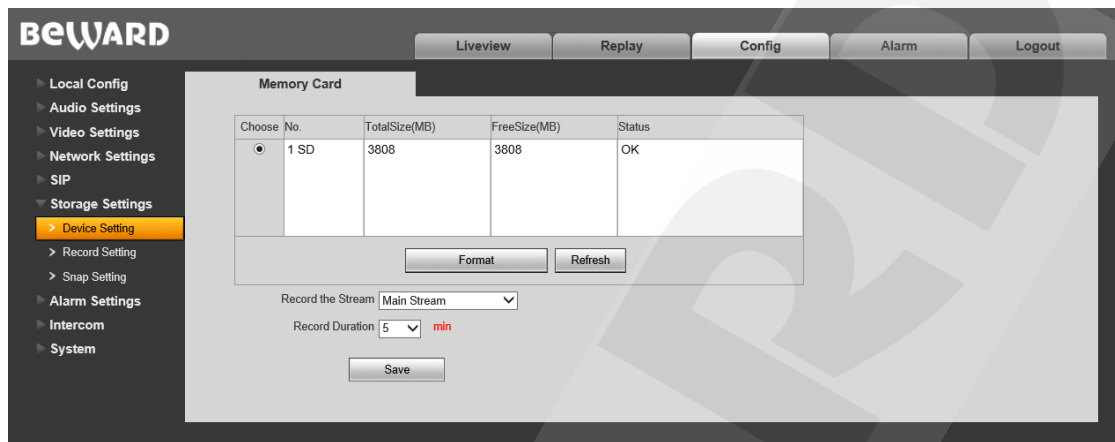 BEWARD
Liveview Replay Config Alarm Logout
Local Config
Audio Settings
Video Settings
Network Settings
SIP
Storage Settings
> Device Setting
> Record Setting
> Snap Setting
Alarm Settings
Intercom
System
Memory Card
Choose No. TotalSize(MB) FreeSize(MB) Status
1 SD 3808 3808 OK
Format Refresh
Record the Stream Main Stream
Record Duration 5 min
Save